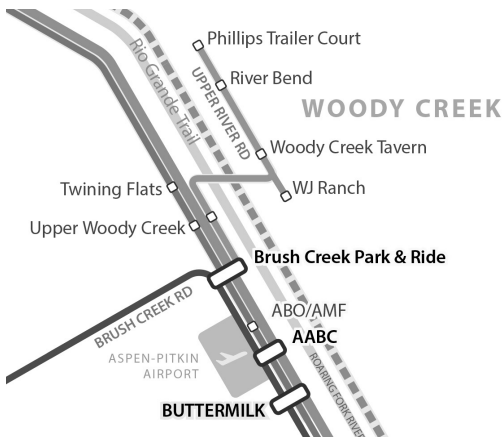 Phillips Trailer Court
Rio Grande Trail
UPPER RIVER RD
River Bend
WOODY CREEK
Woody Creek Tavern
Twining Flats
WJ Ranch
Upper Woody Creek
Brush Creek Park & Ride
BRUSH CREEK RD
ABO/AMF
AABC
ASPEN-PITKIN
AIRPORT
ROARING FORK RIVER
BUTTERMILK